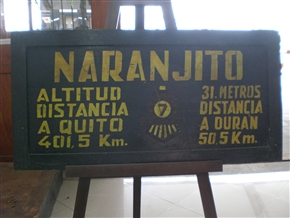 NARANJITO
ALTITUD 31. METROS
DISTANCIA DISTANCIA
A QUITO A DURAN
401,5 Km. 50,5 Km.
7